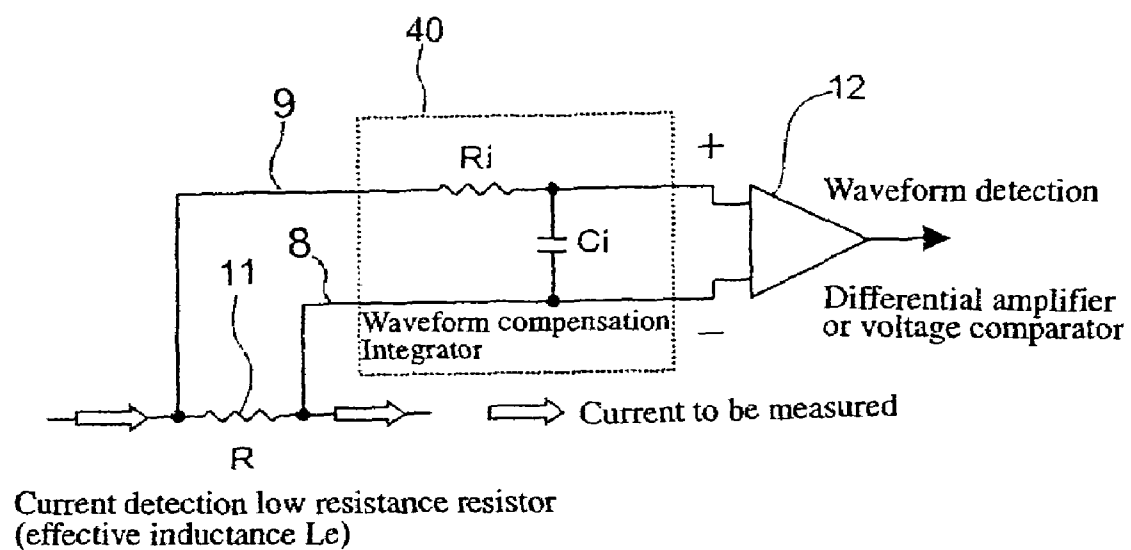 40
9
12
Ri
+
Waveform detection
Ci
8
11
Differential amplifier
or voltage comparator
Waveform compensation
Integrator
−
Current to be measured
R
Current detection low resistance resistor
(effective inductance Le)